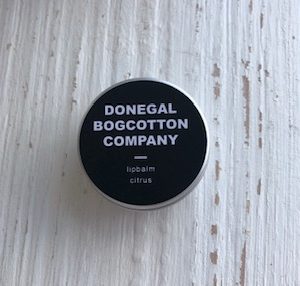 DONEGAL
BOGCOTTON
COMPANY
lipbalm
citrus